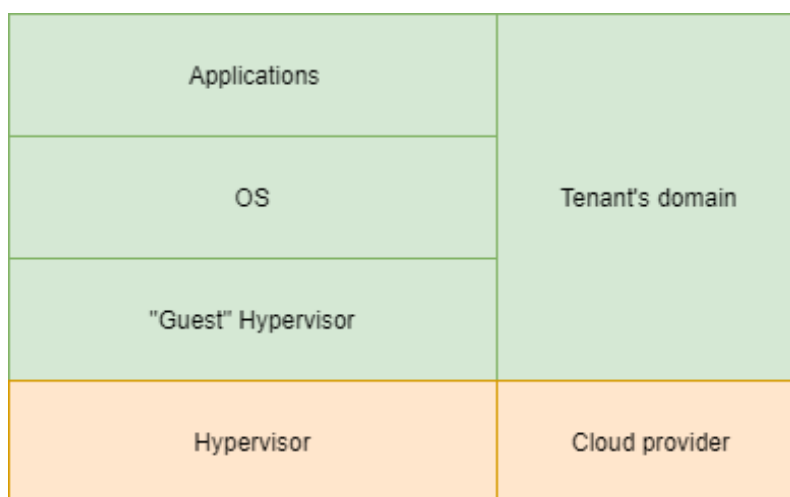 Applications
OS
Tenant's domain
"Guest" Hypervisor
Hypervisor
Cloud provider